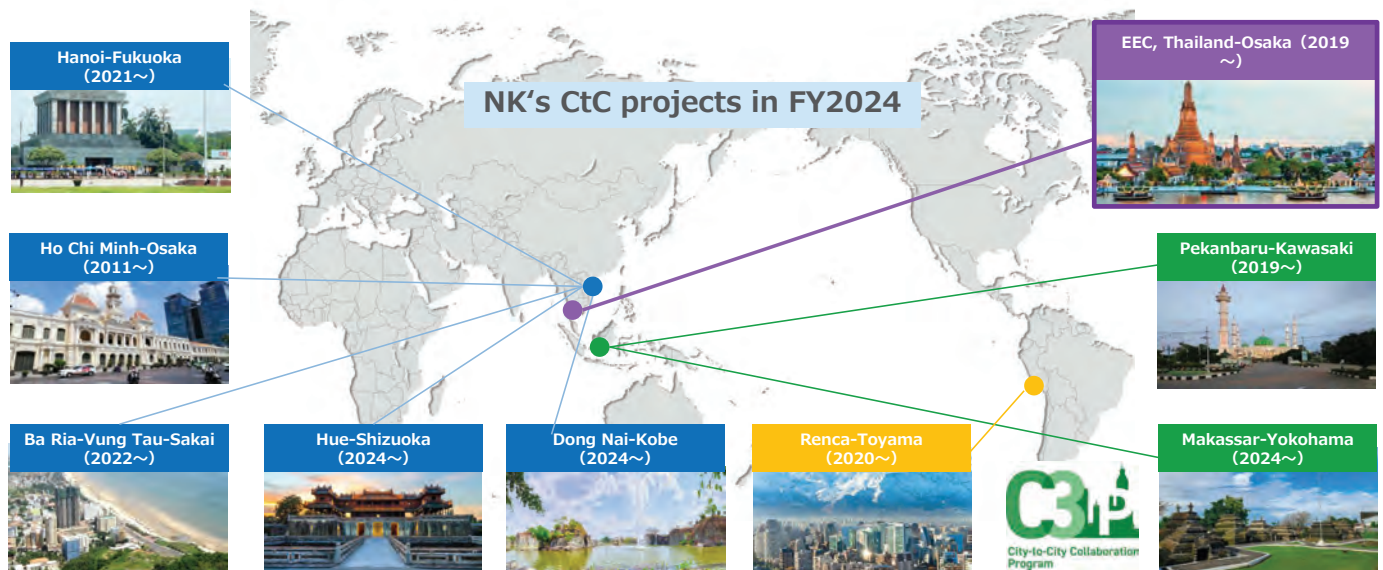 NK‘s CtC projects in FY2024
Hanoi-Fukuoka
（2021～）
EEC, Thailand-Osaka（2019
～）
Ho Chi Minh-Osaka
（2011～）
Pekanbaru-Kawasaki
（2019～）
Ba Ria-Vung Tau-Sakai
（2022～）
Hue-Shizuoka
（2024～）
Dong Nai-Kobe
（2024～）
Renca-Toyama
（2020～）
Makassar-Yokohama
（2024～）
C3P
City-to-City Collaboration
Program